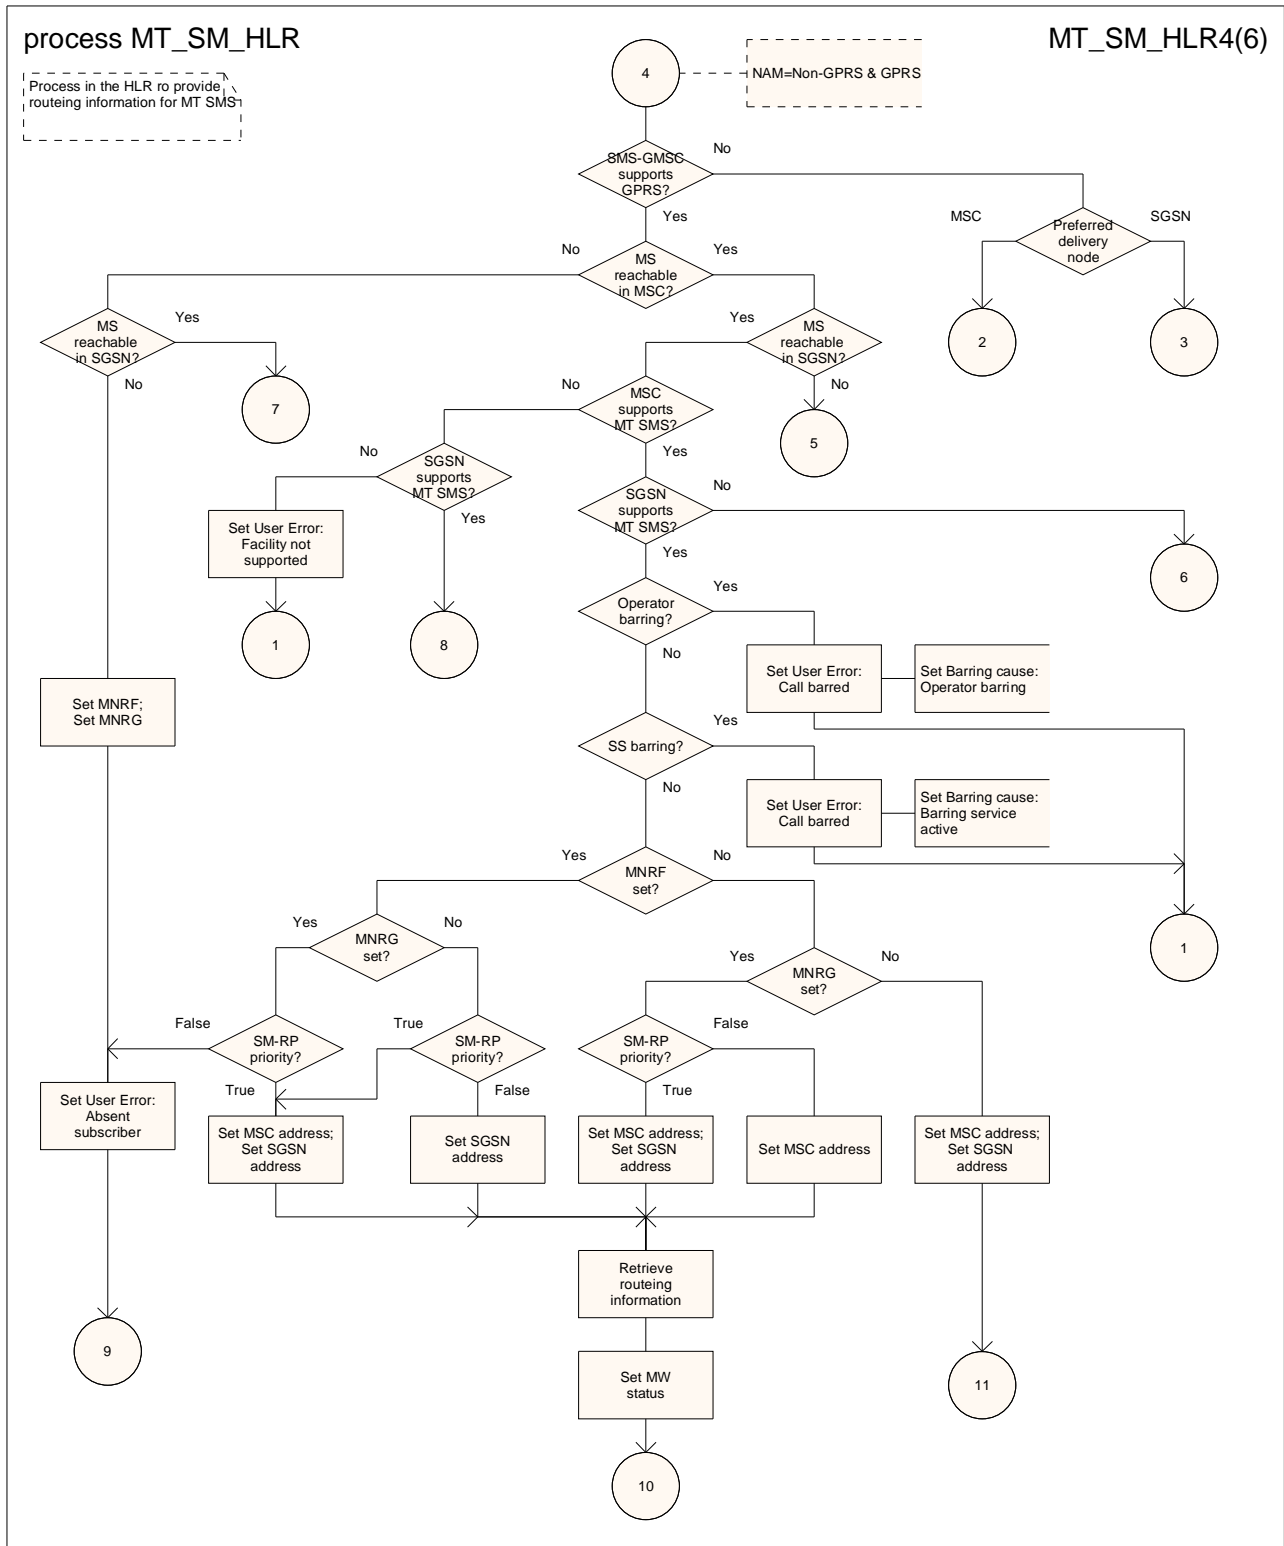 process MT_SM_HLR
MT_SM_HLR4(6)
Process in the HLR ro provide
routeing information for MT SMS
4
NAM=Non-GPRS & GPRS
SMS-GMSC
supports
GPRS?
No
Yes
MSC
Preferred
delivery
node
SGSN
No
MS
reachable
in MSC?
Yes
MS
reachable
in SGSN?
Yes
No
Yes
MS
reachable
in SGSN?
No
2
3
7
No
MSC
supports
MT SMS?
Yes
5
No
SGSN
supports
MT SMS?
Yes
SGSN
supports
MT SMS?
No
Yes
Set User Error:
Facility not
supported
6
Operator
barring?
Yes
No
1
8
Set User Error:
Call barred
Set Barring cause:
Operator barring
Set MNRF;
Set MNRG
SS barring?
Yes
No
Set User Error:
Call barred
Set Barring cause:
Barring service
active
Yes
MNRF
set?
No
Yes
MNRG
set?
No
Yes
MNRG
set?
No
1
False
SM-RP
priority?
True
True
SM-RP
priority?
False
SM-RP
priority?
False
True
Set User Error:
Absent
subscriber
Set MSC address;
Set SGSN
address
Set SGSN
address
Set MSC address;
Set SGSN
address
Set MSC address
Set MSC address;
Set SGSN
address
Retrieve
routeing
information
9
Set MW
status
11
10